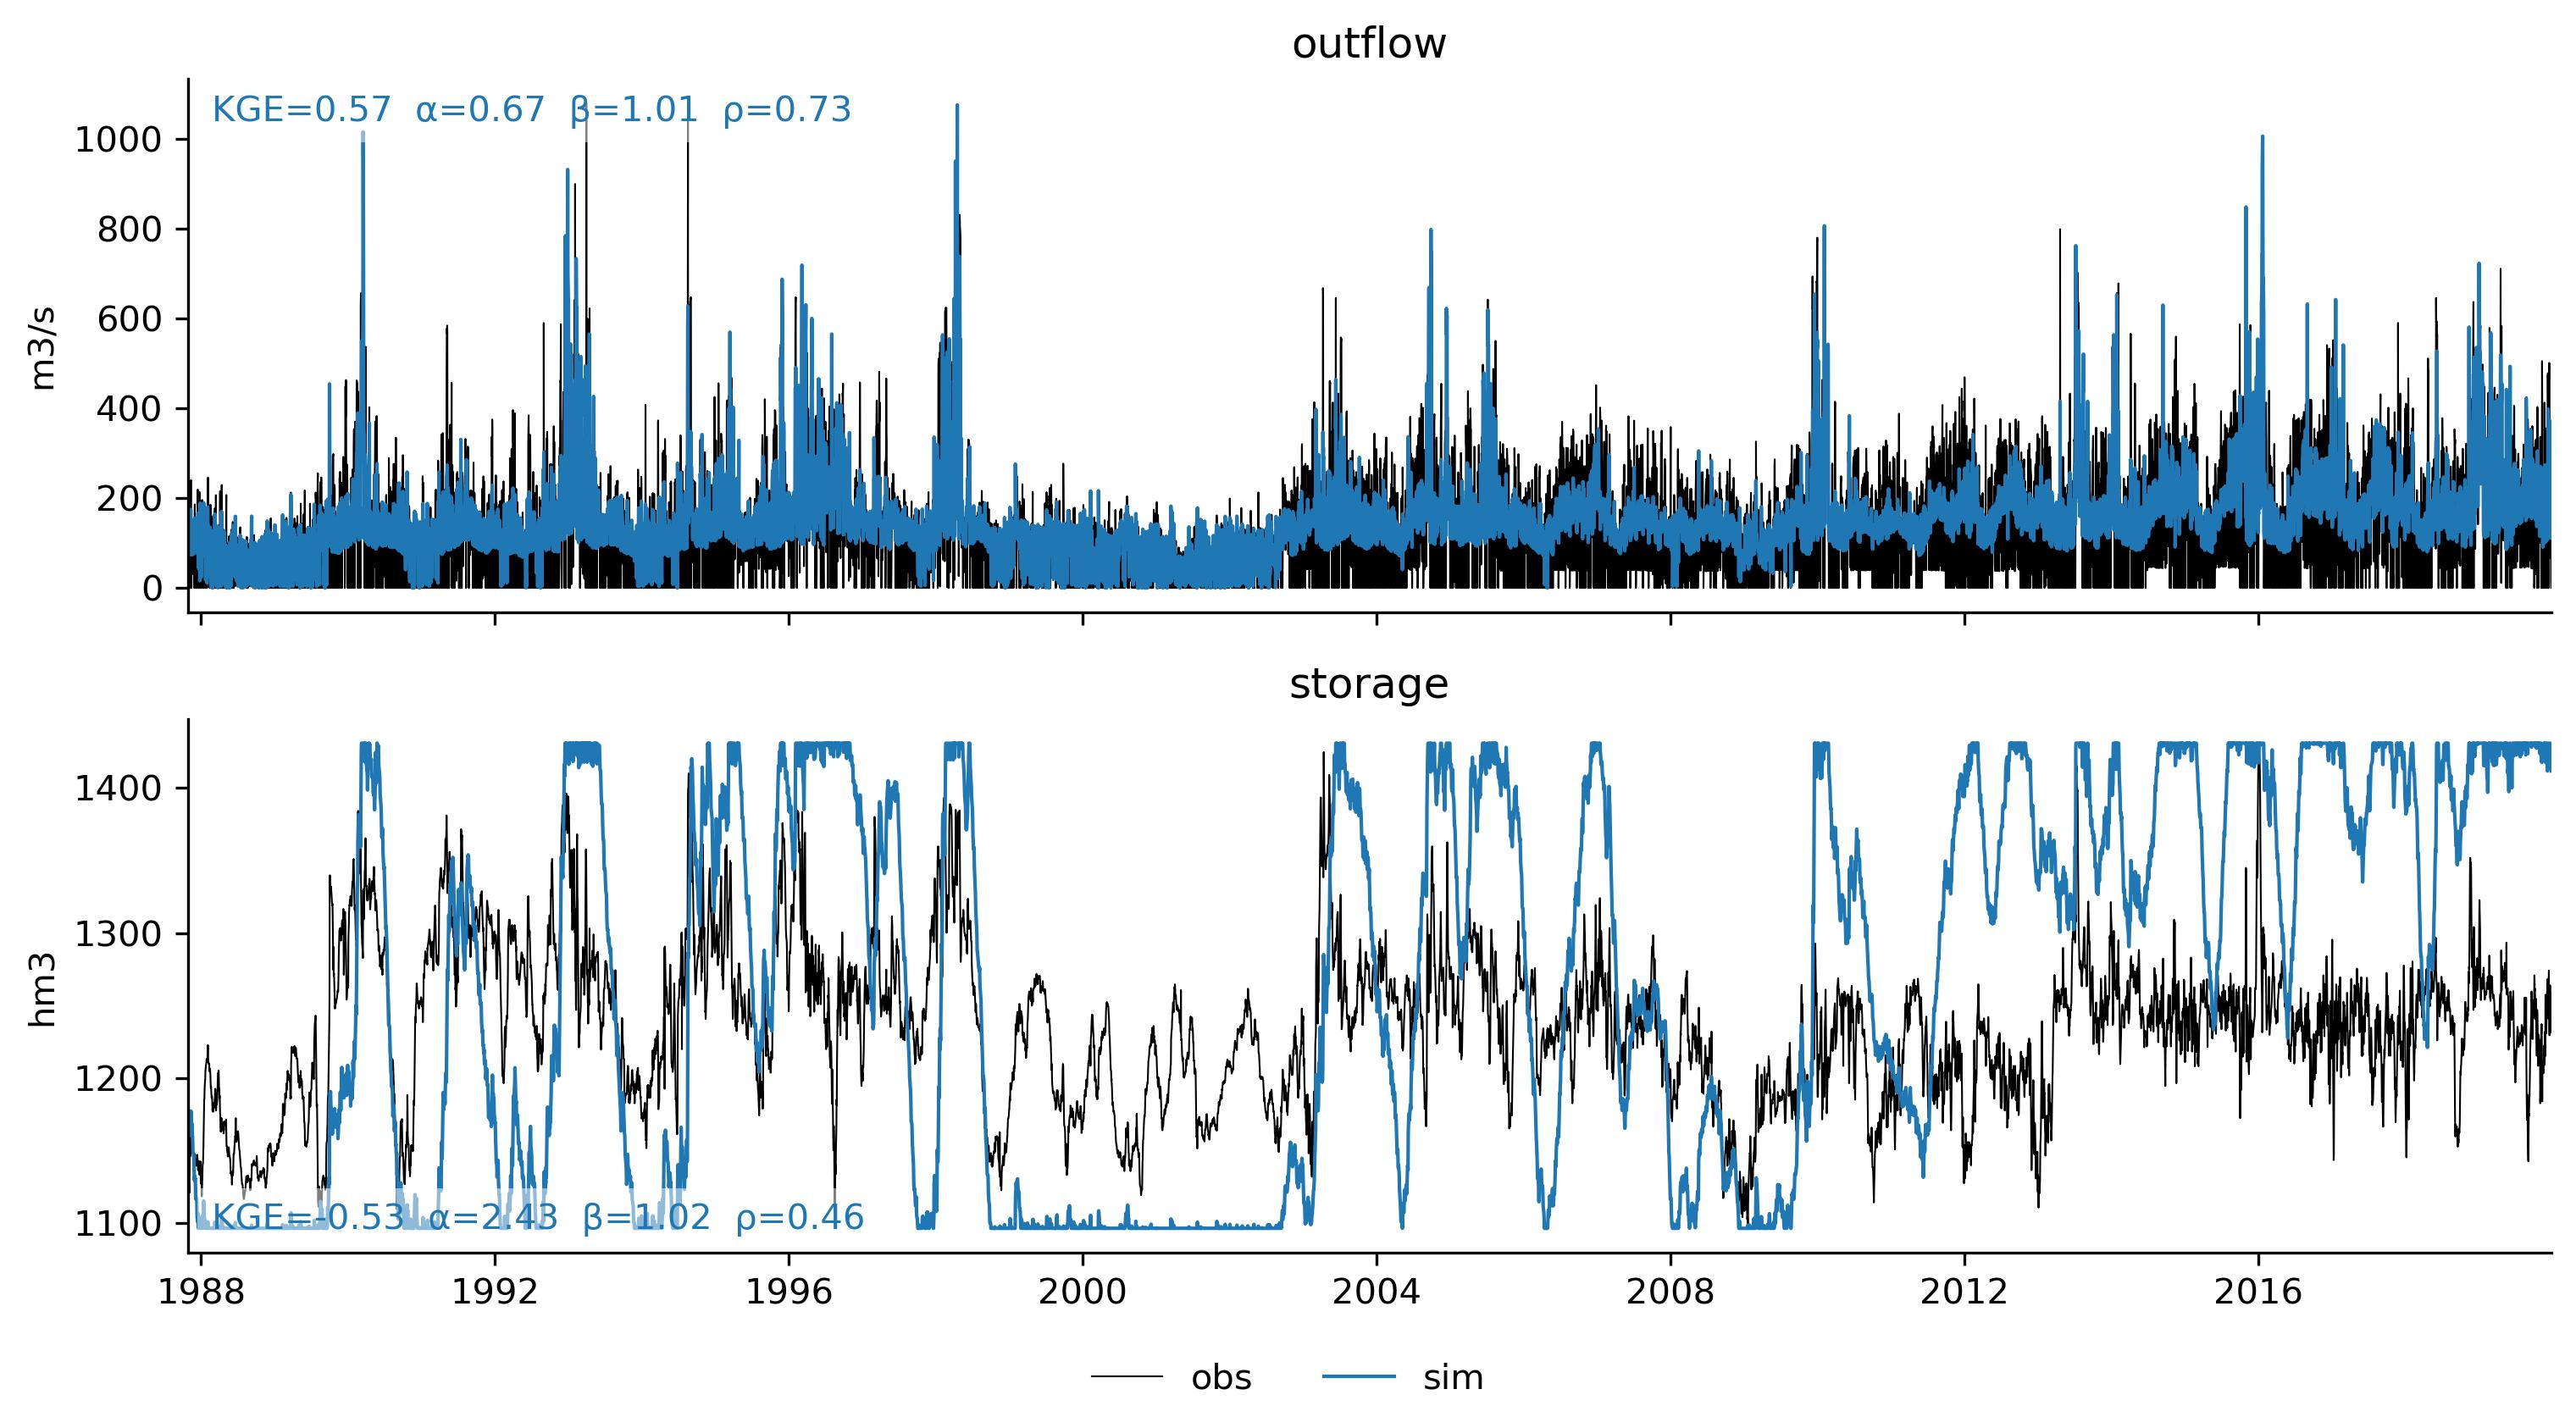 outflow
KGE=0.57 α=0.67 β=1.01 ρ=0.73
1000
800
600
400
200
0
m3/s
storage
1400
1300
1200
1100
hm3
KGE=-0.53 α=2.43 β=1.02 ρ=0.46
1988 1992 1996 2000 2004 2008 2012 2016
obs sim